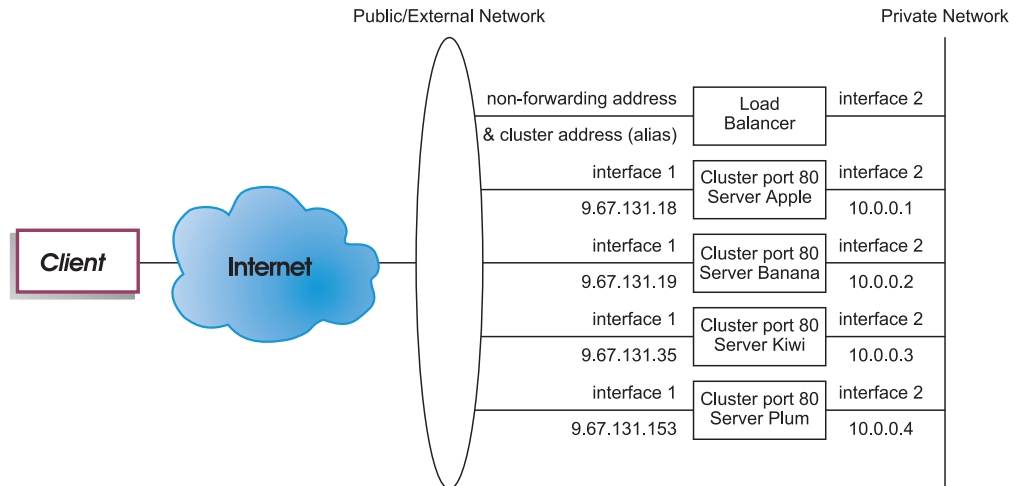 Public/External Network
Private Network
non-forwarding address
& cluster address (alias)
Load
Balancer
interface 2
interface 1
9.67.131.18
Cluster port 80
Server Apple
interface 2
10.0.0.1
interface 1
9.67.131.19
Cluster port 80
Server Banana
interface 2
10.0.0.2
Client
Internet
interface 1
9.67.131.35
Cluster port 80
Server Kiwi
interface 2
10.0.0.3
interface 1
9.67.131.153
Cluster port 80
Server Plum
interface 2
10.0.0.4